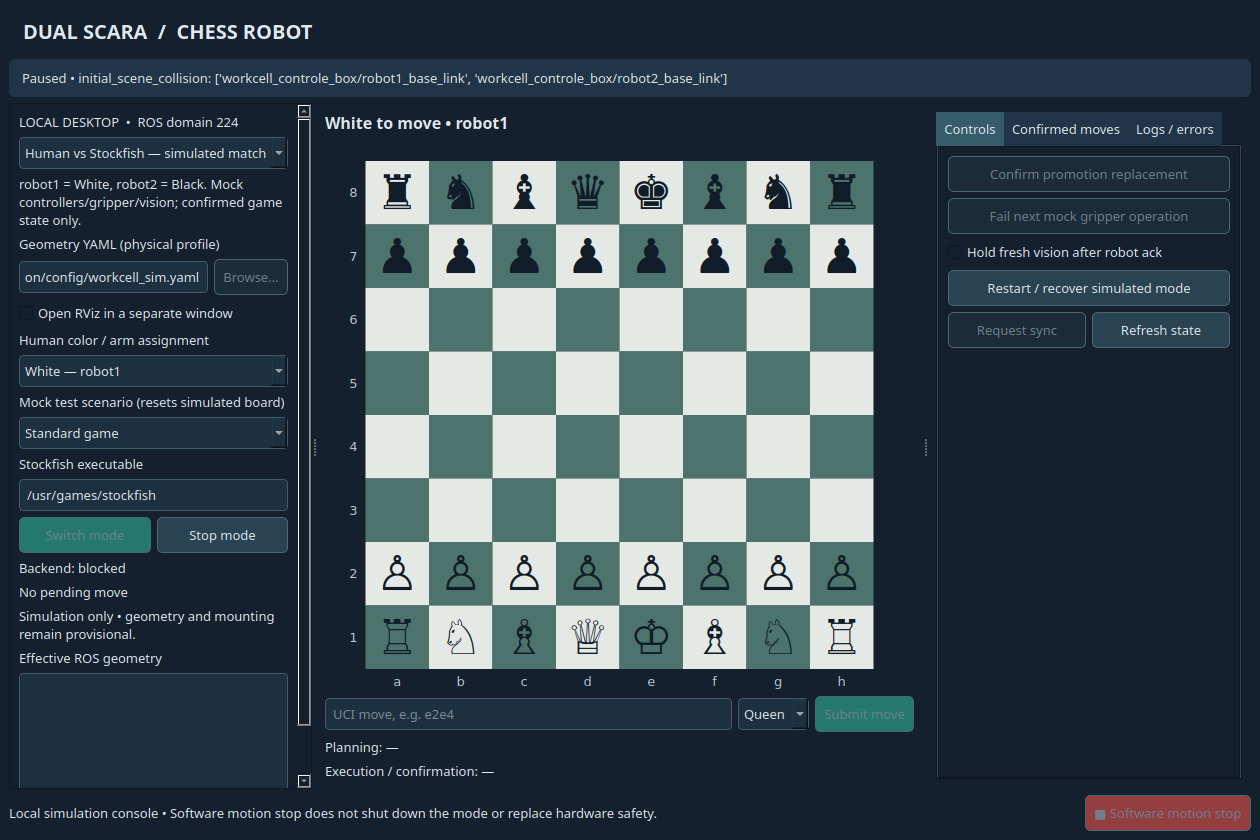 DUAL SCARA / CHESS ROBOT
Paused • initial_scene_collision: ['workcell_controle_box/robot1_base_link', 'workcell_controle_box/robot2_base_link']
LOCAL DESKTOP • ROS domain 224
Human vs Stockfish — simulated match
robot1 = White, robot2 = Black. Mock
controllers/gripper/vision; confirmed game
state only.
Geometry YAML (physical profile)
on/config/workcell_sim.yaml
Browse...
Open RViz in a separate window
Human color / arm assignment
White — robot1
Mock test scenario (resets simulated board)
Standard game
Stockfish executable
/usr/games/stockfish
Switch mode
Stop mode
Backend: blocked
No pending move
Simulation only • geometry and mounting
remain provisional.
Effective ROS geometry
White to move • robot1
8
7
6
5
4
3
2
1
a b c d e f g h
UCI move, e.g. e2e4
Queen
Submit move
Planning: —
Execution / confirmation: —
Controls
Confirmed moves
Logs / errors
Confirm promotion replacement
Fail next mock gripper operation
Hold fresh vision after robot ack
Restart / recover simulated mode
Request sync
Refresh state
Local simulation console • Software motion stop does not shut down the mode or replace hardware safety.
Software motion stop